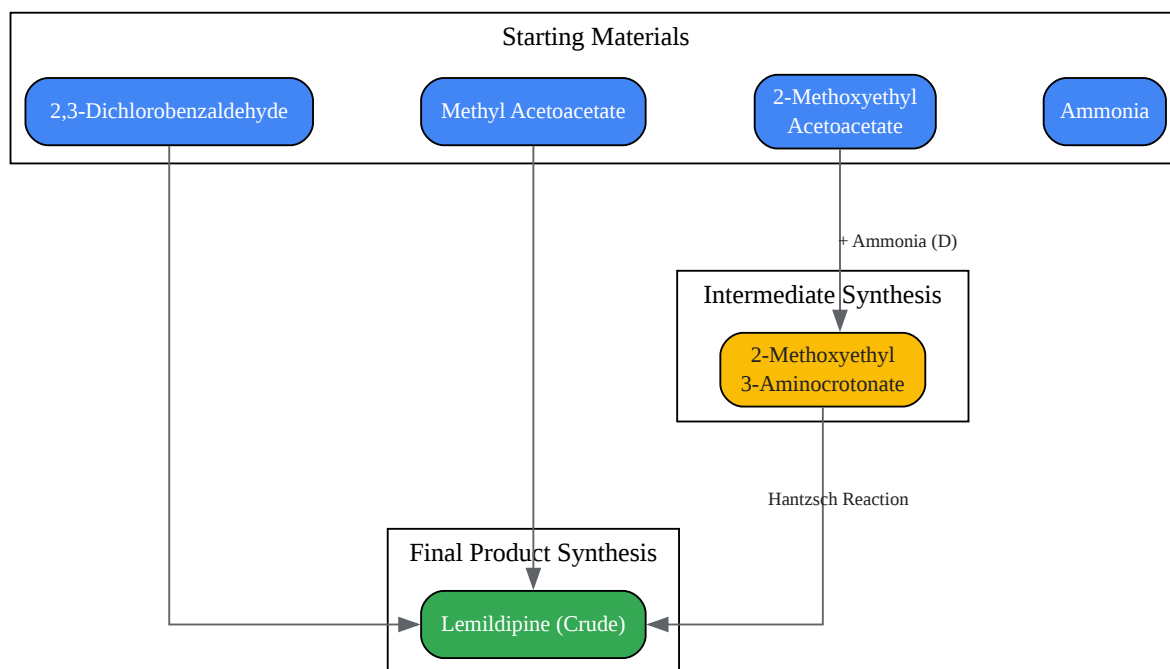 Starting Materials
2,3-Dichlorobenzaldehyde
Methyl Acetoacetate
2-Methoxyethyl
Acetoacetate
Ammonia
+ Ammonia (D)
Intermediate Synthesis
2-Methoxyethyl
3-Aminocrotonate
Hantzsch Reaction
Final Product Synthesis
Lemildipine (Crude)